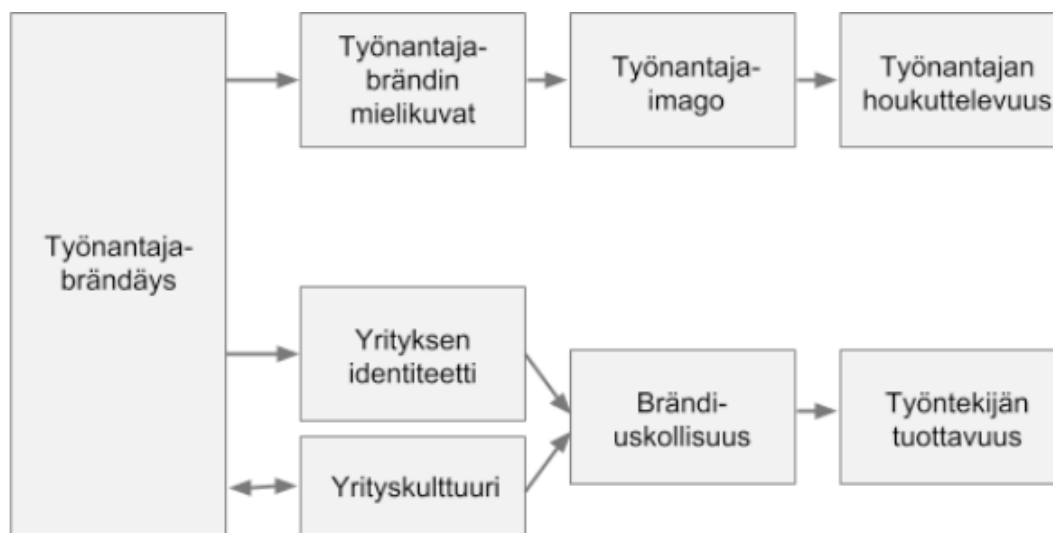 Työnantaja-
brändäys
Työnantaja-
brändin
mielikuvat
Työnantaja-
imago
Työnantajan
houkuttelevuus
Yrityksen
identiteetti
Yrityskulttuuri
Brändi-
uskollisuus
Työntekijän
tuottavuus